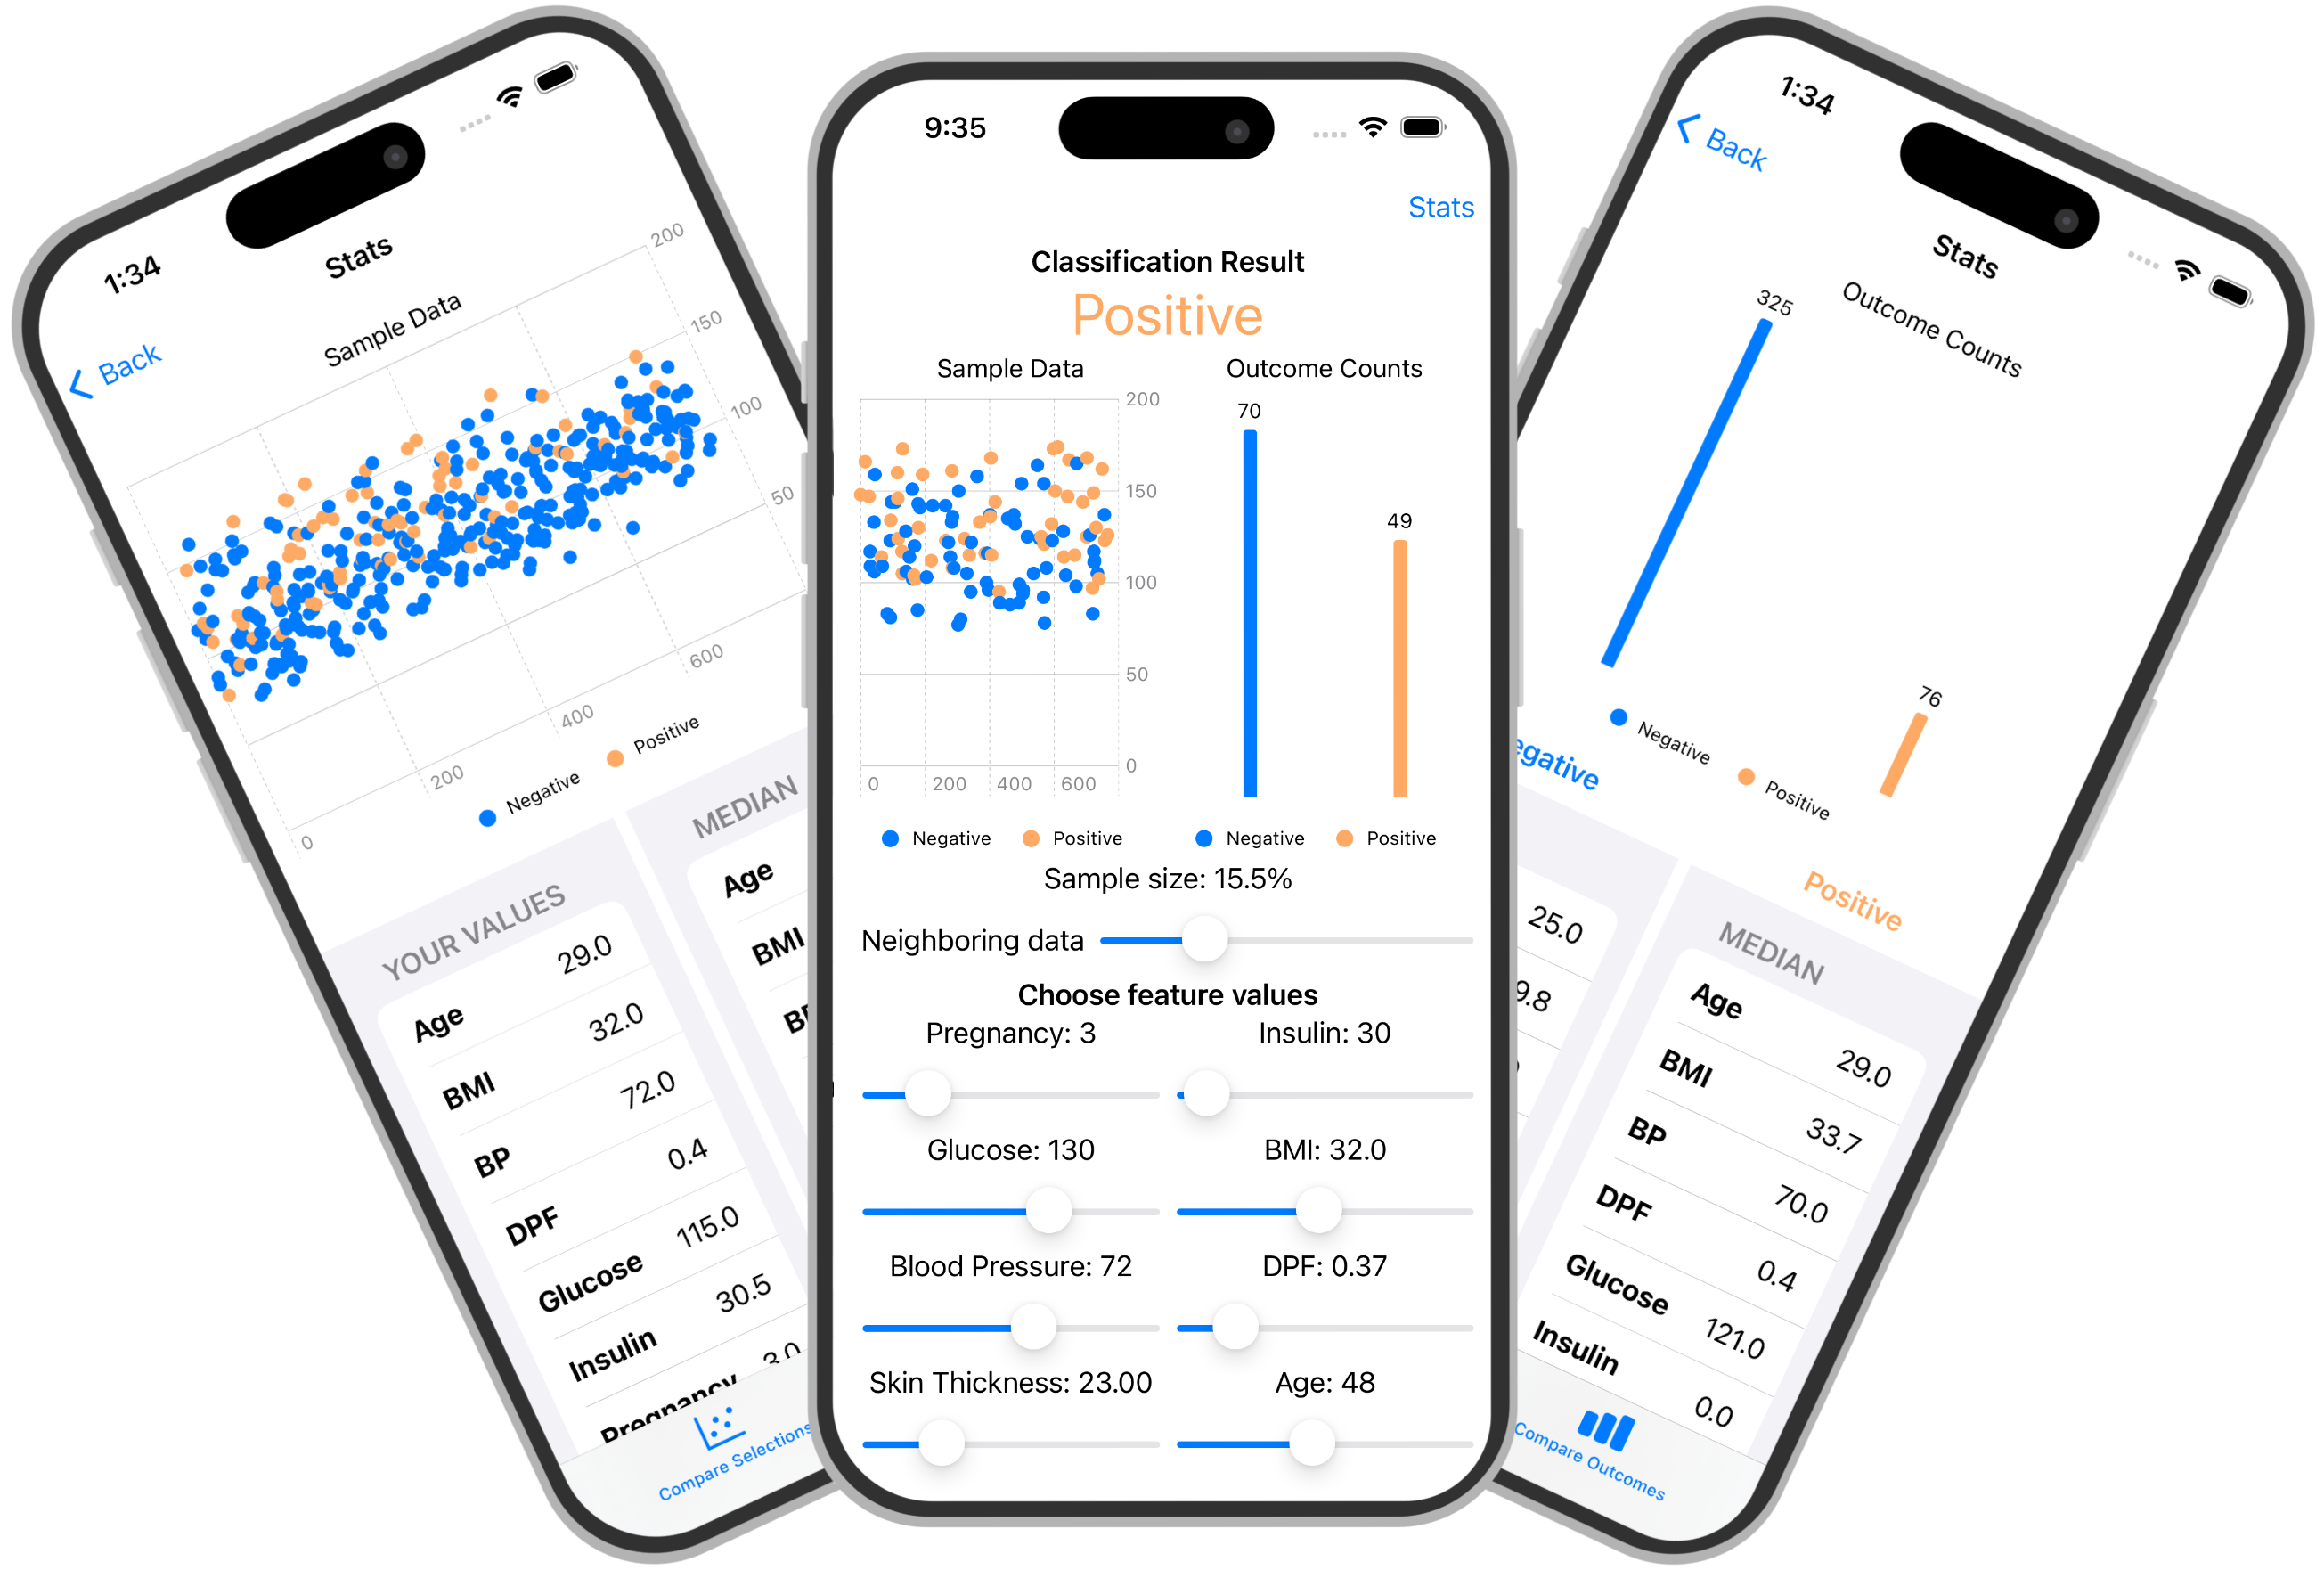 1:34
Back
Stats
Sample Data
200
150
100
50
0
200
400
600
Negative
Positive
YOUR VALUES
Age 29.0
BMI 32.0
BP 72.0
DPF 0.4
Glucose 115.0
Insulin 30.5
Pregnancy 3.0
MEDIAN
Age
BMI
Compare Selections
9:35
Stats
Classification Result
Positive
Sample Data
Outcome Counts
200
150
100
50
0
0 200 400 600
70
49
Negative Positive
Negative Positive
Sample size: 15.5%
Neighboring data
Choose feature values
Pregnancy: 3 Insulin: 30
Glucose: 130 BMI: 32.0
Blood Pressure: 72 DPF: 0.37
Skin Thickness: 23.00 Age: 48
1:34
Back
Stats
Outcome Counts
325
76
Negative
Positive
egative
Positive
25.0
9.8
MEDIAN
Age 29.0
BMI 33.7
BP 70.0
DPF 0.4
Glucose 121.0
Insulin 0.0
Compare Outcomes